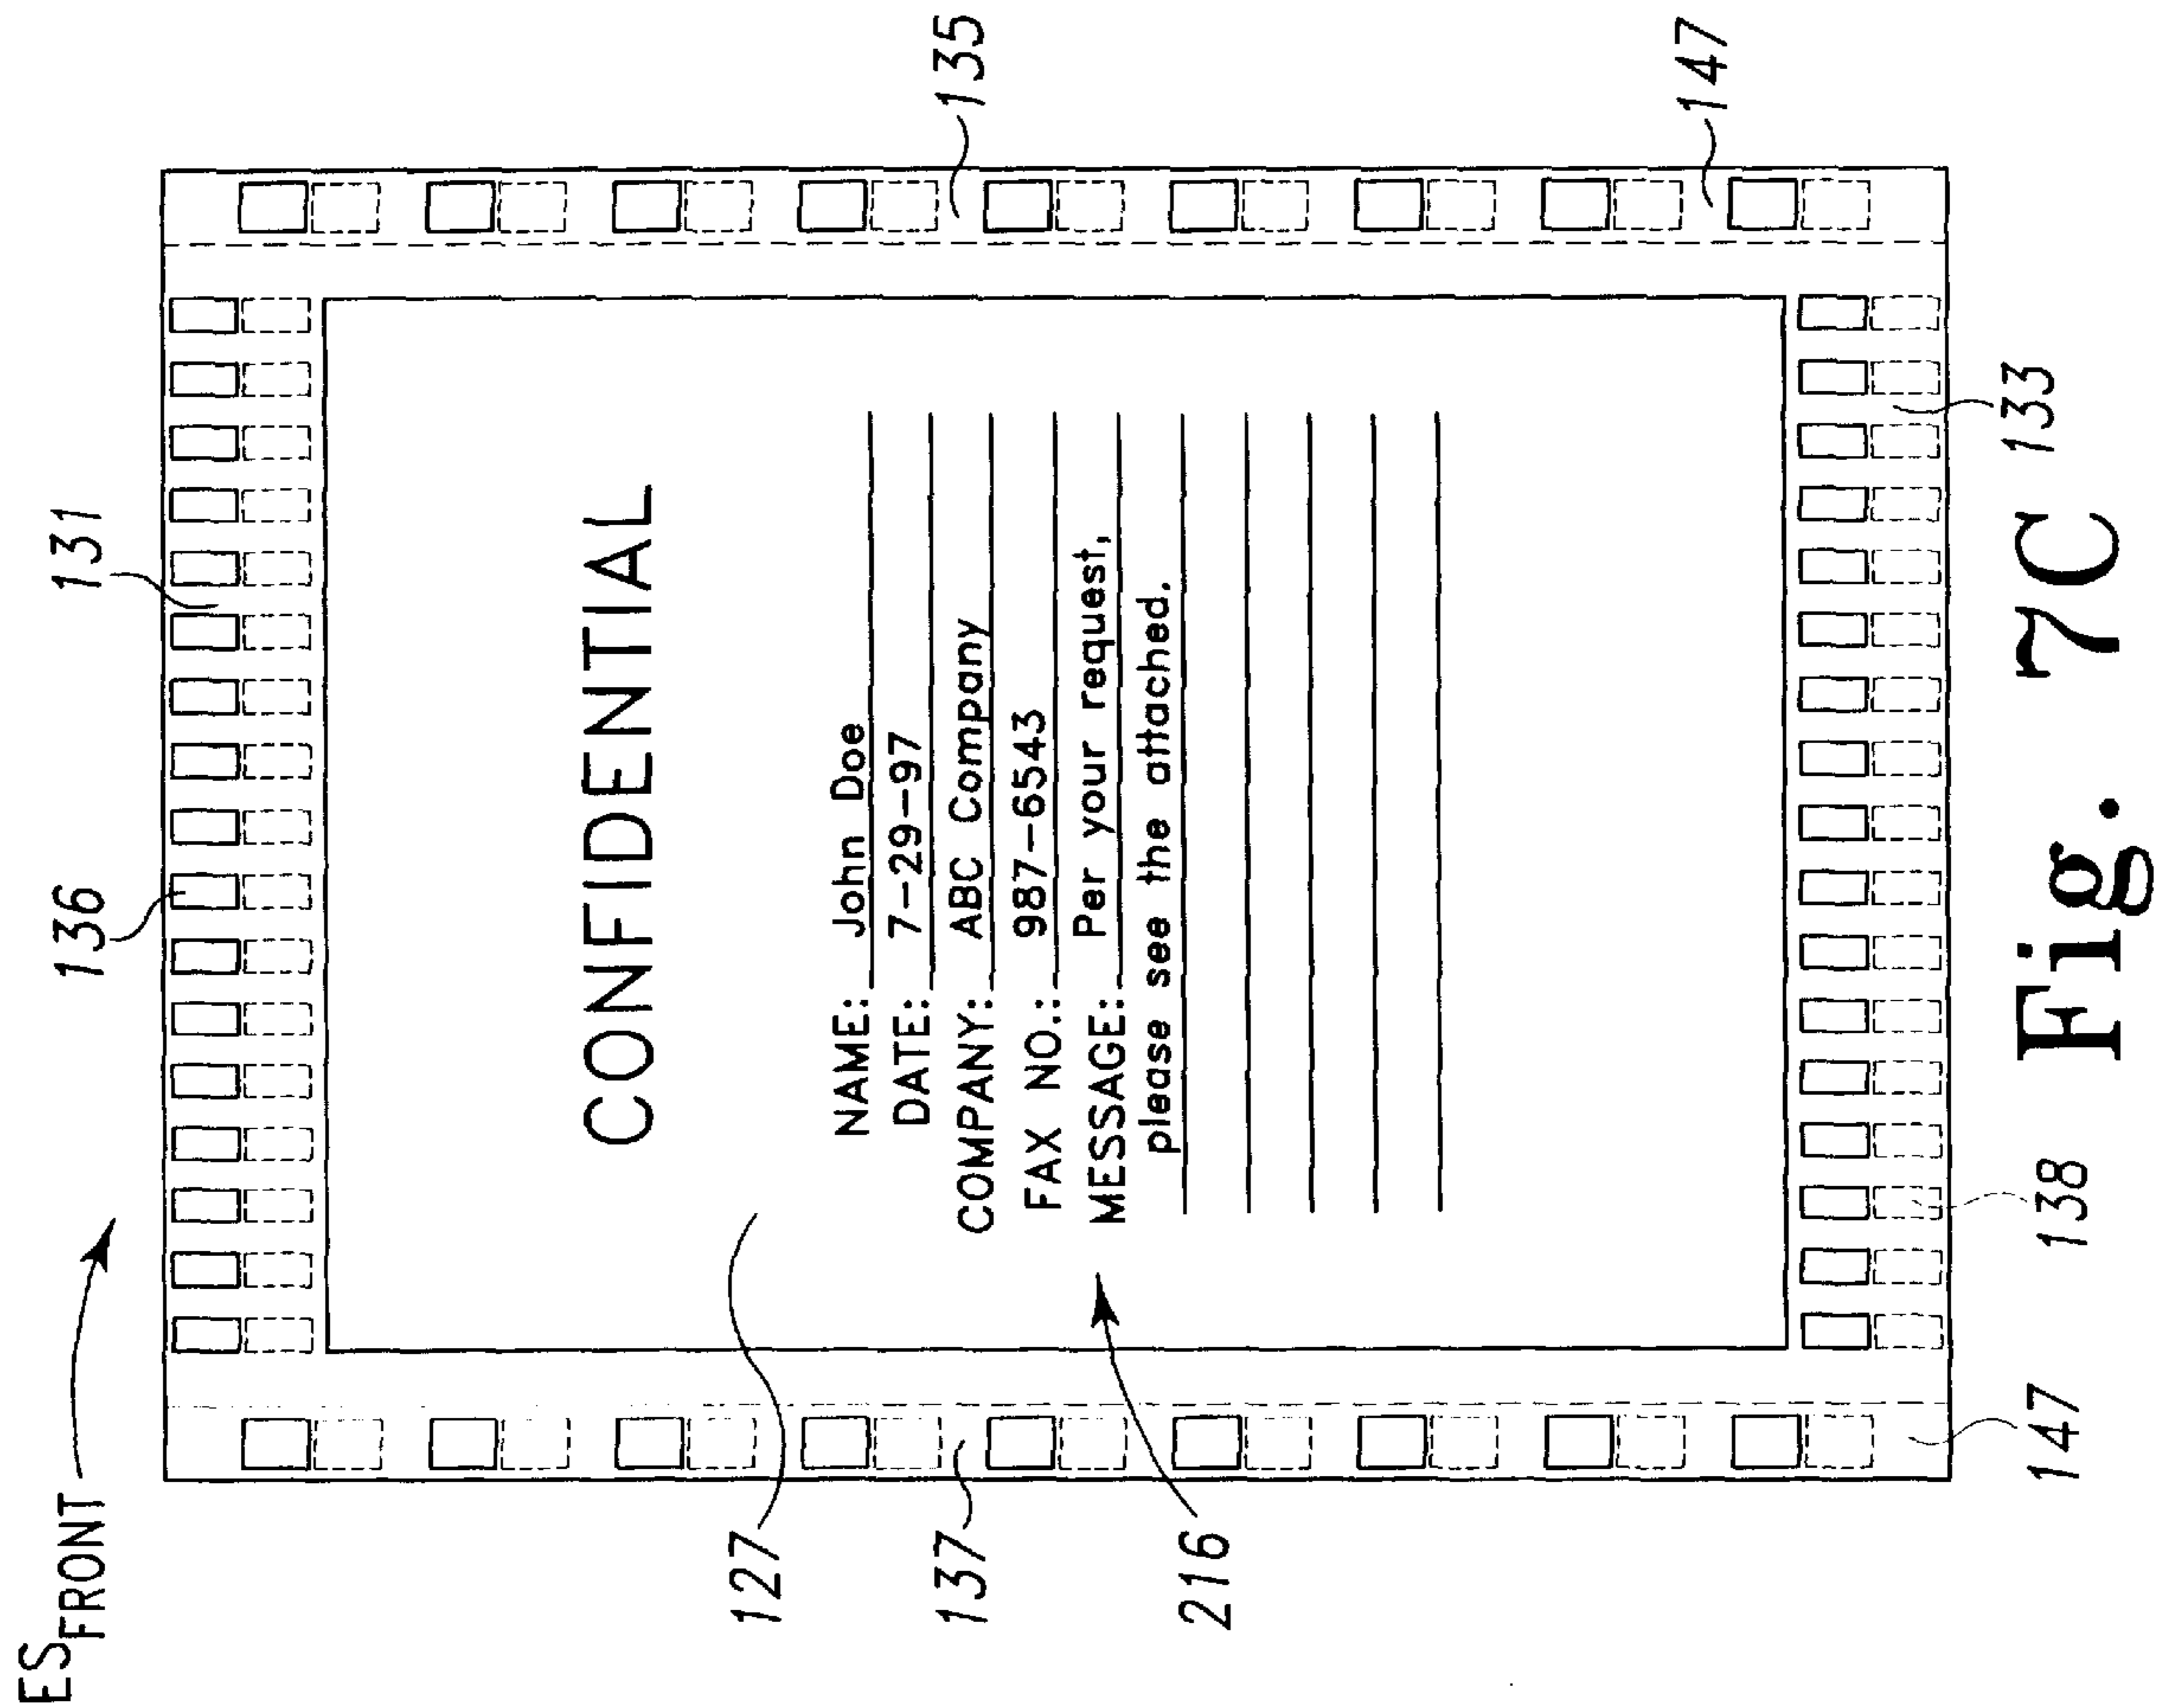 ES FRONT
136
131
127
137
216
135
147
CONFIDENTIAL
NAME: John Doe
DATE: 7-29-97
COMPANY: ABC Company
FAX NO.: 987-6543
MESSAGE: Per your request,
please see the attached.
147
138
133
Fig. 7C